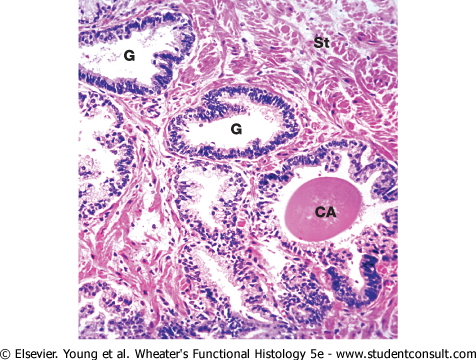 St
G
G
CA
© Elsevier. Young et al. Wheater's Functional Histology 5e - www.studentconsult.com